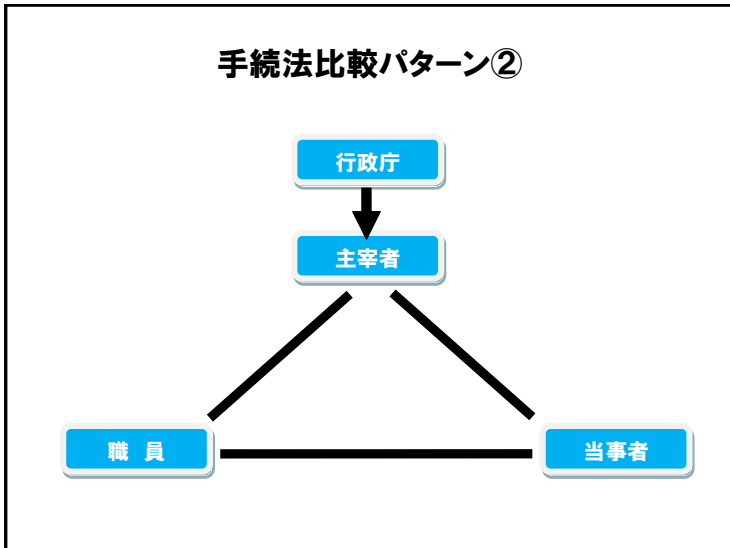 手続法比較パターン②
行政庁
主宰者
職　員
当事者